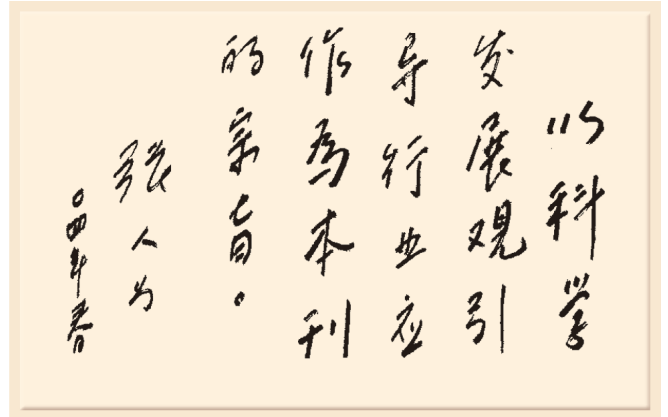 以科学
发展观引
导行业应
作为本刊
的宗旨。
张人为
〇四年春